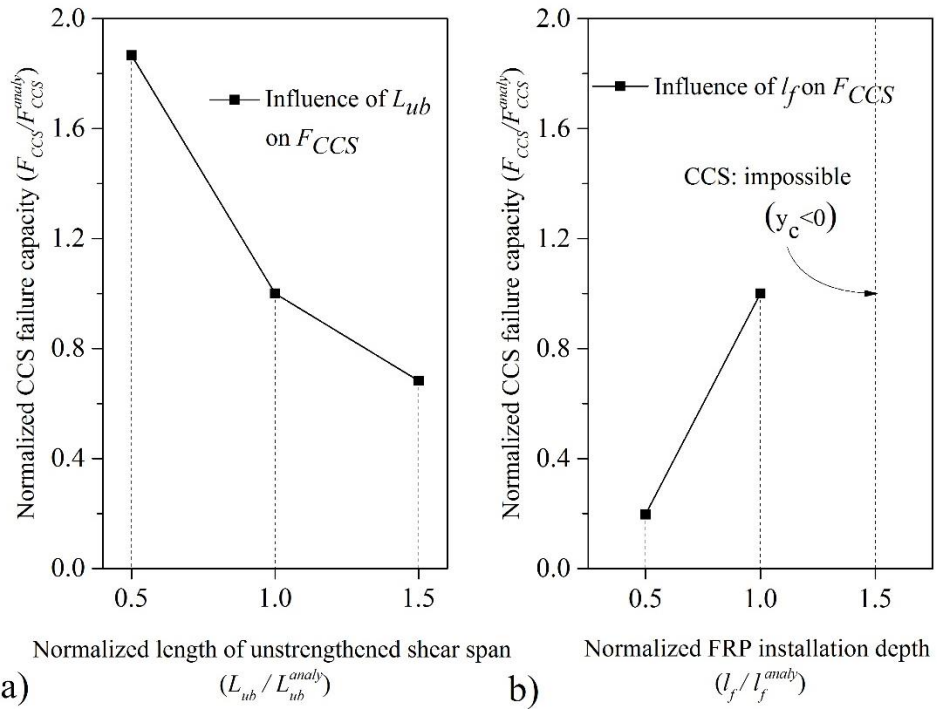 Normalized CCS failure capacity (F_CCS/F_CCS^analy)
2.0
1.6
1.2
0.8
0.4
0.0
Influence of L_ub
on F_CCS
0.5 1.0 1.5
Normalized length of unstrengthened shear span
(L_ub / L_ub^analy)
a)
Normalized CCS failure capacity (F_CCS/F_CCS^analy)
2.0
1.6
1.2
0.8
0.4
0.0
Influence of l_f on F_CCS
CCS: impossible
(y_c<0)
0.5 1.0 1.5
Normalized FRP installation depth
(l_f / l_f^analy)
b)